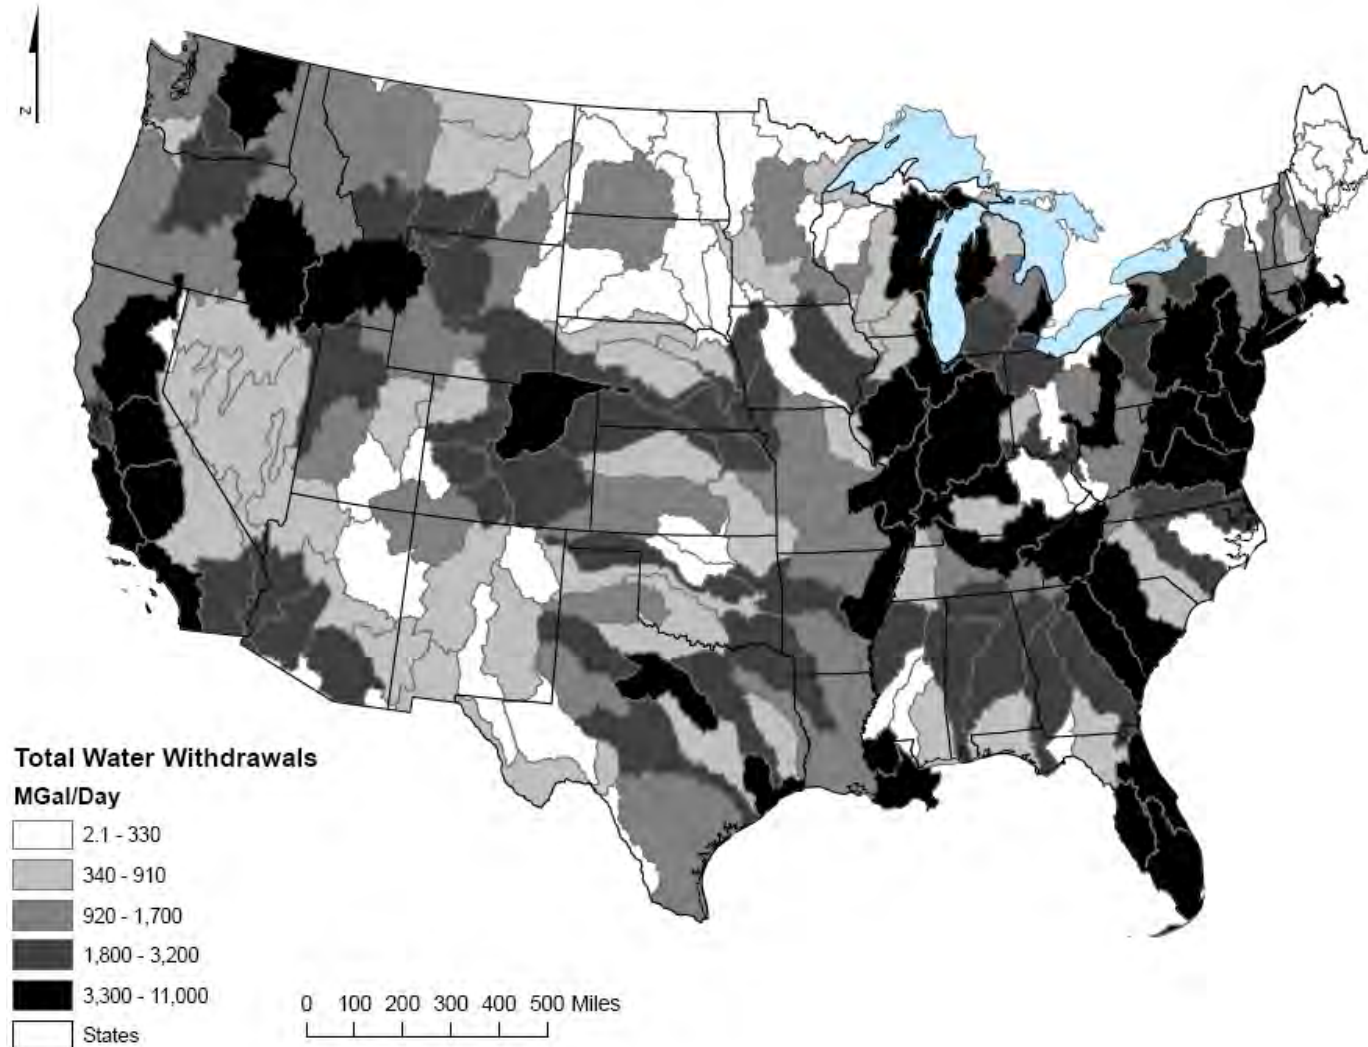 z
Total Water Withdrawals
MGal/Day
2.1 - 330
340 - 910
920 - 1,700
1,800 - 3,200
3,300 - 11,000
States
0 100 200 300 400 500 Miles